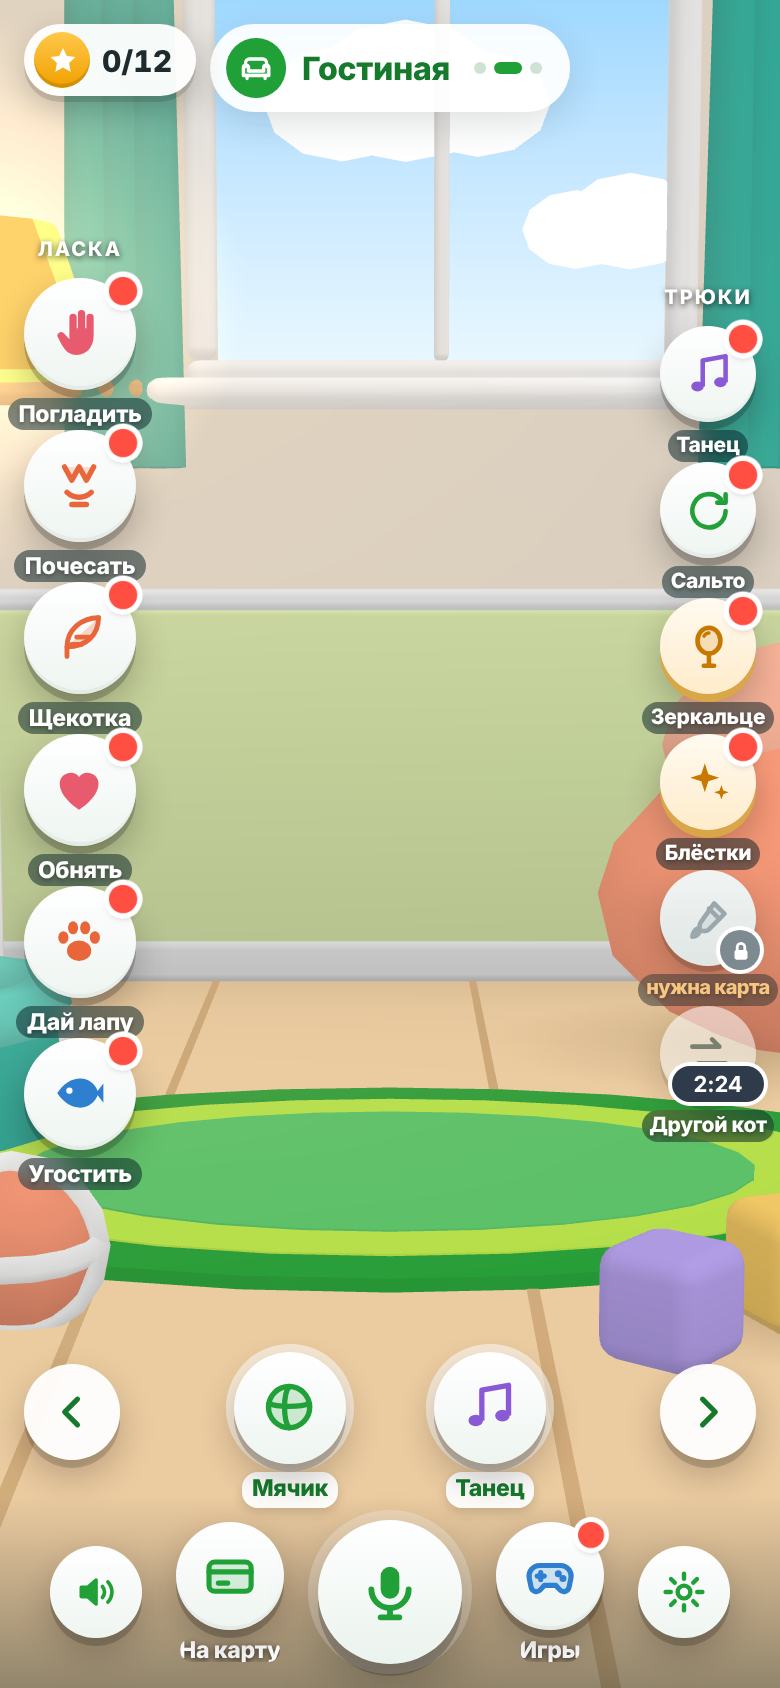 0/12
Гостиная
ЛАСКА
ТРЮКИ
Погладить
Танец
Почесать
Сальто
Щекотка
Зеркальце
Обнять
Блёстки
Дай лапу
нужна карта
2:24
Угостить
Другой кот
Мячик
Танец
На карту
Игры